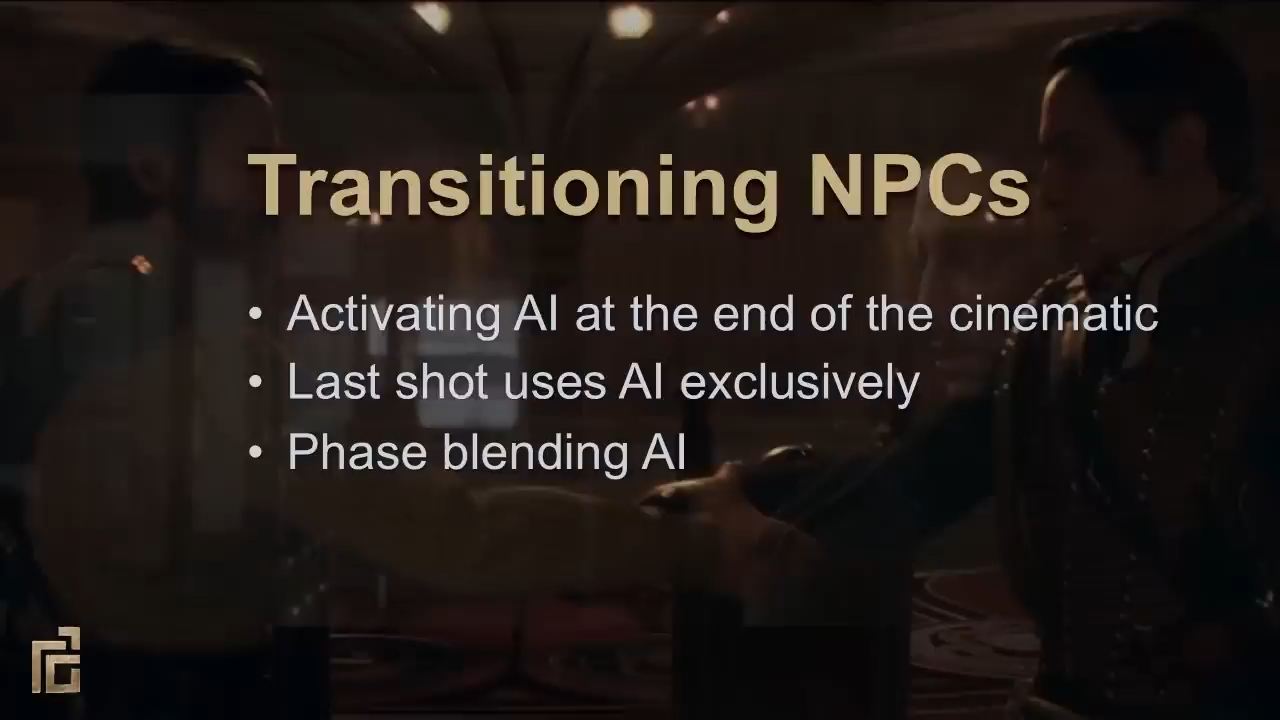 Transitioning NPCs
• Activating AI at the end of the cinematic
• Last shot uses AI exclusively
• Phase blending AI